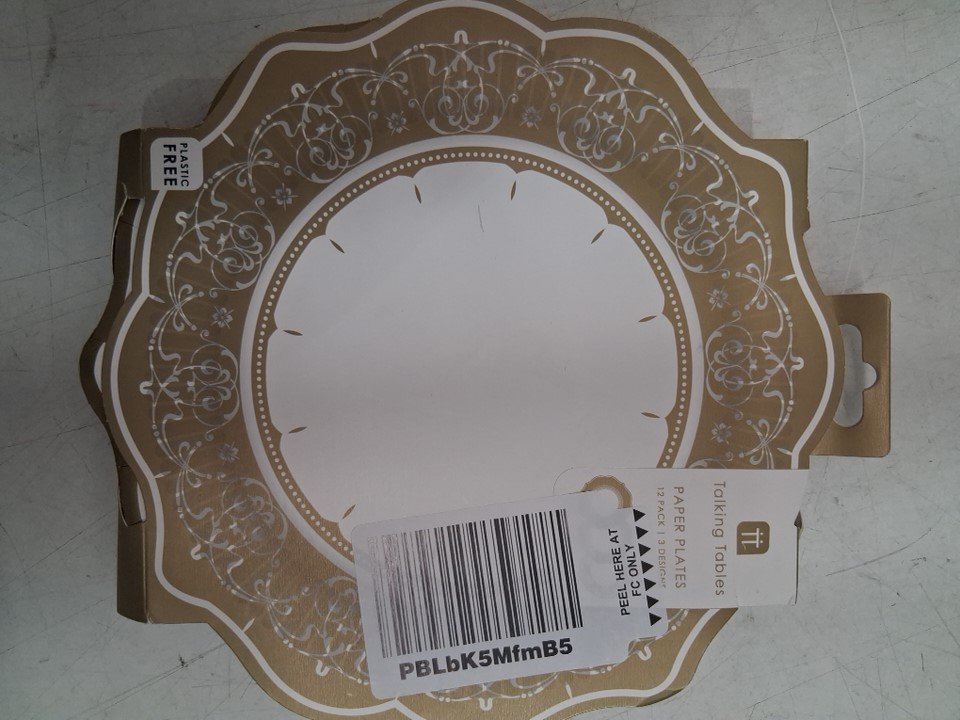 PLASTIC
FREE
Talking Tables
PAPER PLATES
12 PACK | 3 DESIGNS
PEEL HERE AT
FC ONLY
PBLbK5MfmB5